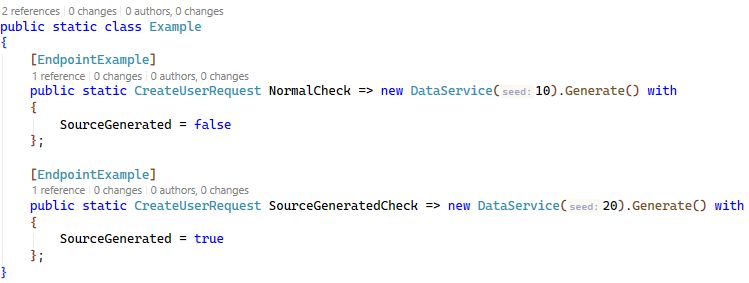 2 references | 0 changes | 0 authors, 0 changes
public static class Example
{
    [EndpointExample]
    1 reference | 0 changes | 0 authors, 0 changes
    public static CreateUserRequest NormalCheck => new DataService(seed: 10).Generate() with
    {
        SourceGenerated = false
    };
    [EndpointExample]
    1 reference | 0 changes | 0 authors, 0 changes
    public static CreateUserRequest SourceGeneratedCheck => new DataService(seed: 20).Generate() with
    {
        SourceGenerated = true
    };
}